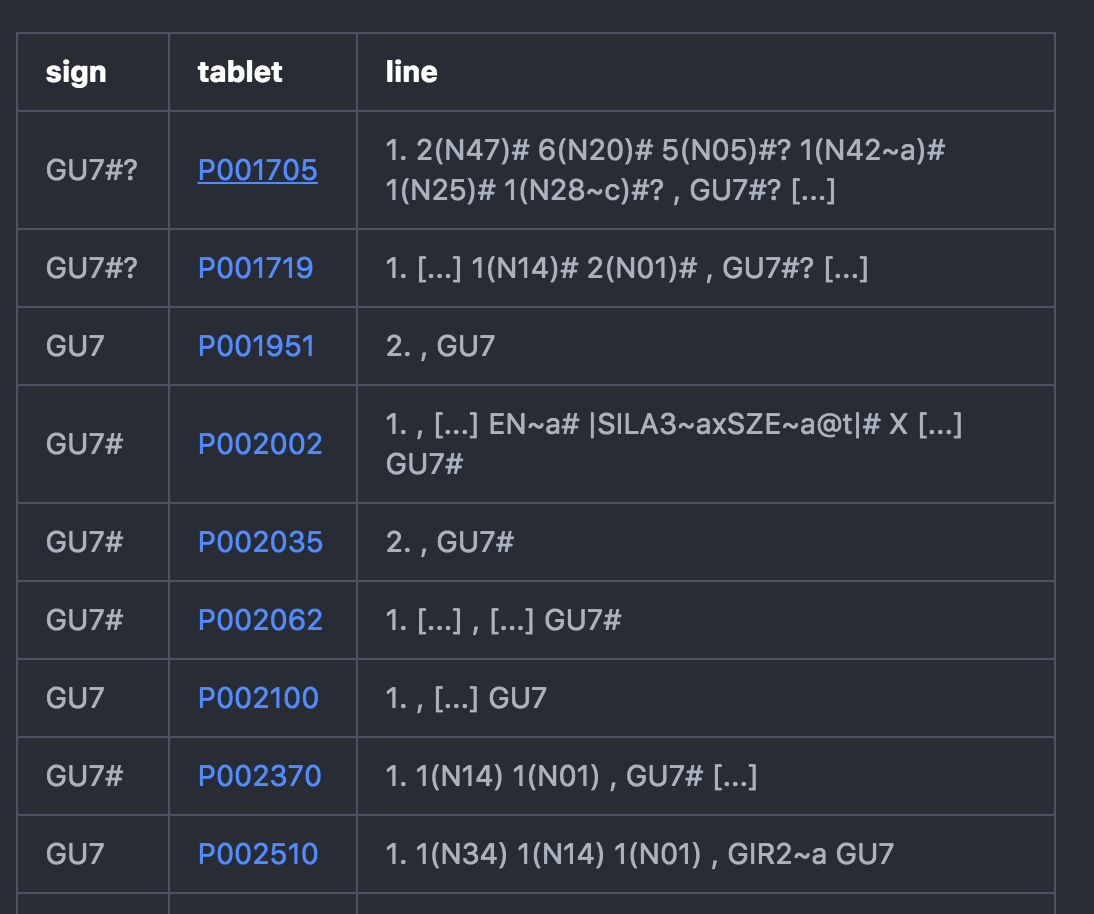 sign tablet line
GU7#? P001705 1. 2(N47)# 6(N20)# 5(N05)#? 1(N42~a)#
1(N25)# 1(N28~c)#? , GU7#? [...]
GU7#? P001719 1. [...] 1(N14)# 2(N01)# , GU7#? [...]
GU7 P001951 2. , GU7
GU7# P002002 1. , [...] EN~a# |SILA3~axSZE~a@t|# X [...]
GU7#
GU7# P002035 2. , GU7#
GU7# P002062 1. [...] , [...] GU7#
GU7 P002100 1. , [...] GU7
GU7# P002370 1. 1(N14) 1(N01) , GU7# [...]
GU7 P002510 1. 1(N34) 1(N14) 1(N01) , GIR2~a GU7